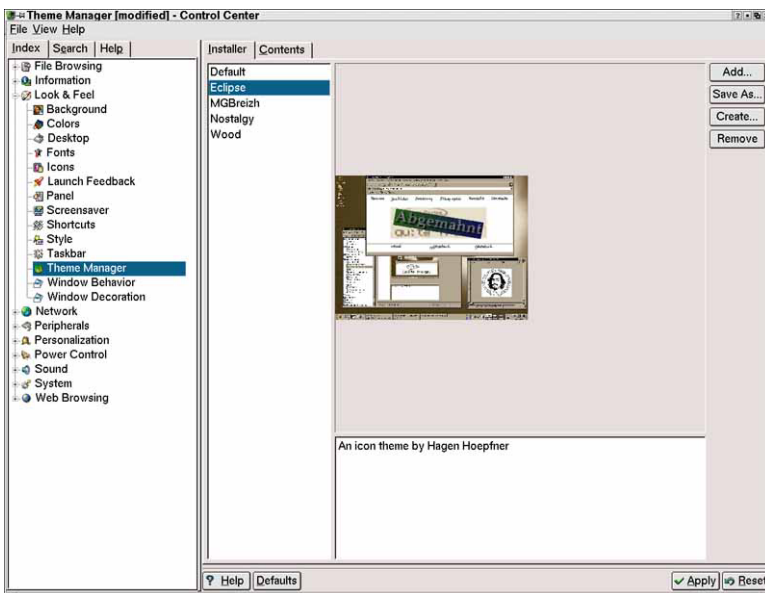 Theme Manager [modified] - Control Center
File View Help
Index Search Help
File Browsing
Information
Look & Feel
Background
Colors
Desktop
Fonts
Icons
Launch Feedback
Panel
Screensaver
Shortcuts
Style
Taskbar
Theme Manager
Window Behavior
Window Decoration
Network
Peripherals
Personalization
Power Control
Sound
System
Web Browsing
Installer Contents
Default
Eclipse
MGBreizh
Nostalgy
Wood
Abgemahnt
An icon theme by Hagen Hoepfner
Add...
Save As...
Create...
Remove
? Help Defaults
Apply Reset